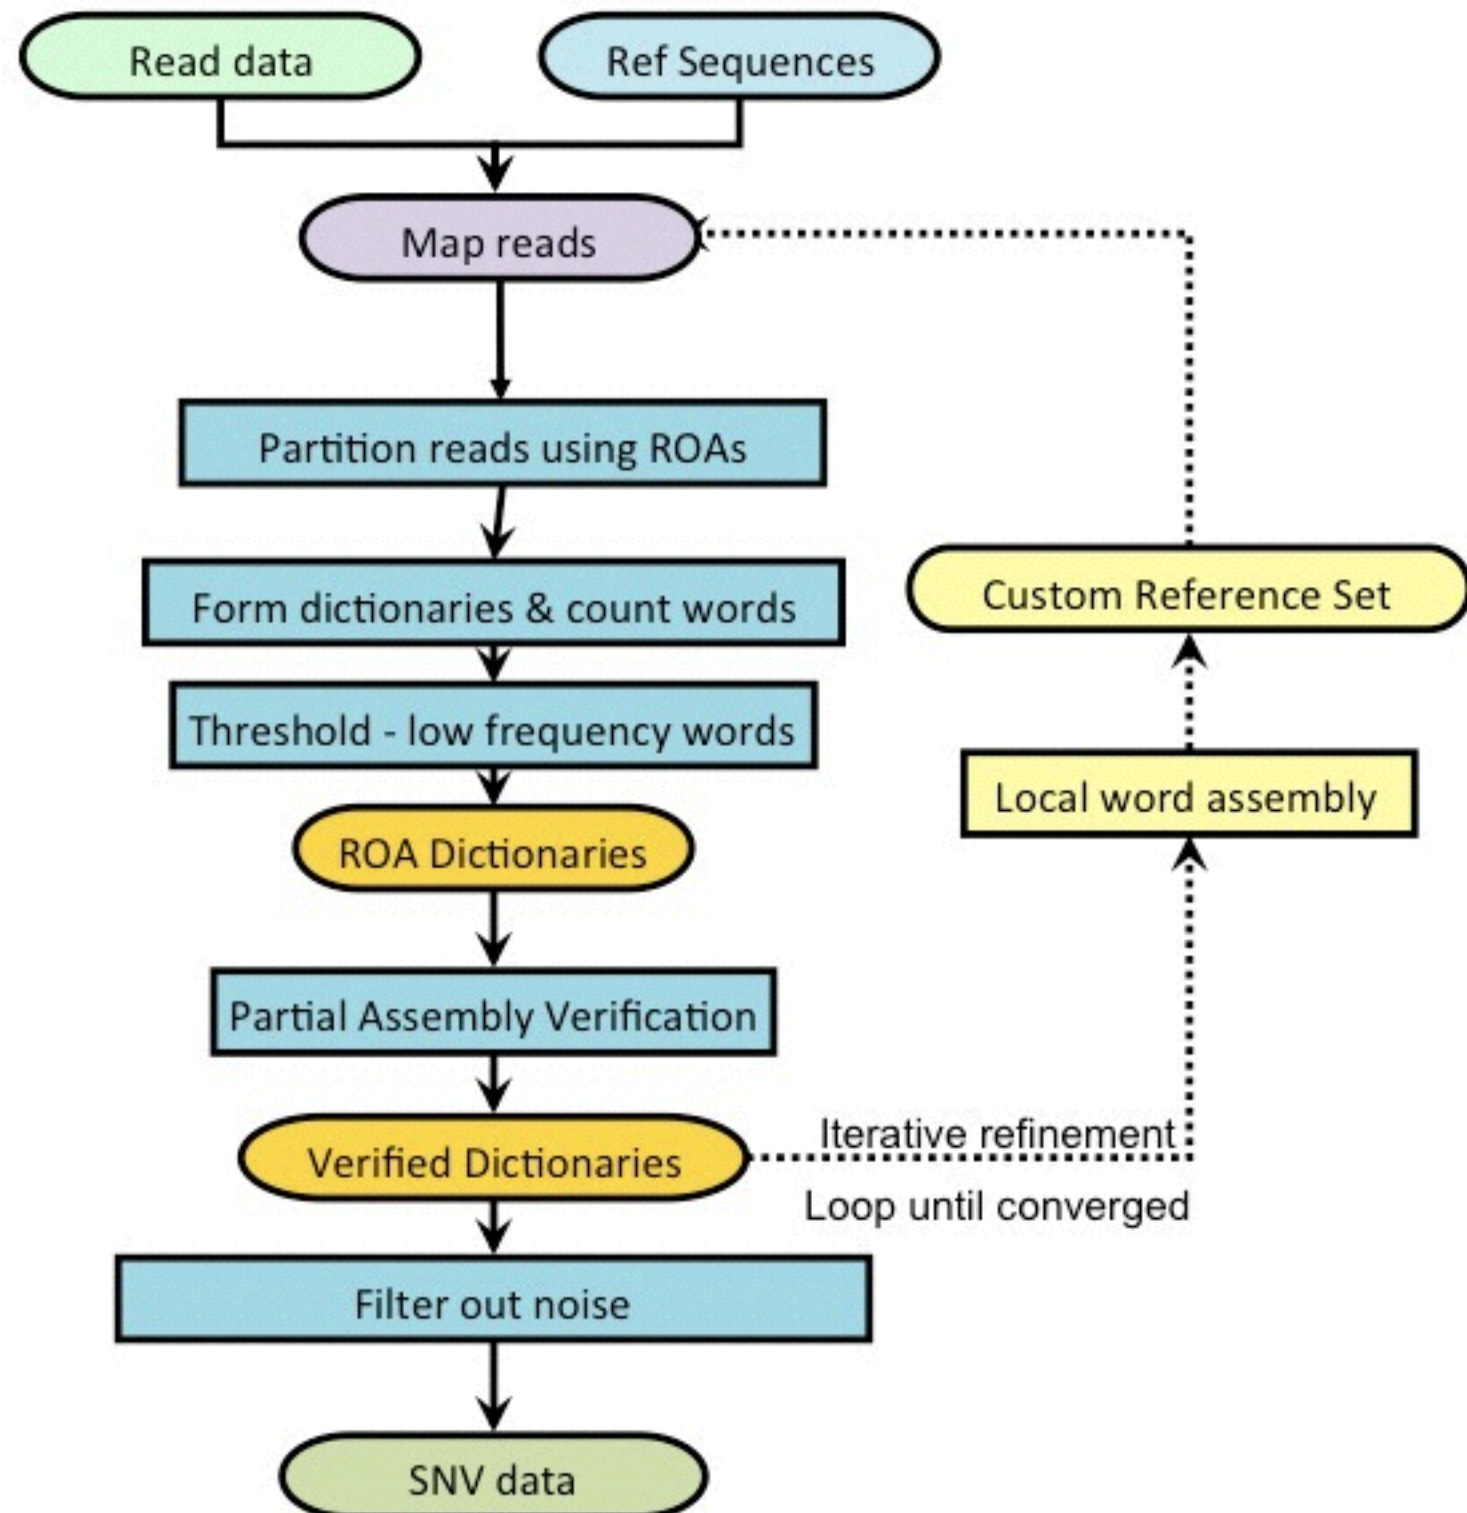 Read data
Ref Sequences
Map reads
Partition reads using ROAs
Form dictionaries & count words
Custom Reference Set
Threshold - low frequency words
Local word assembly
ROA Dictionaries
Partial Assembly Verification
Iterative refinement
Verified Dictionaries
Loop until converged
Filter out noise
SNV data